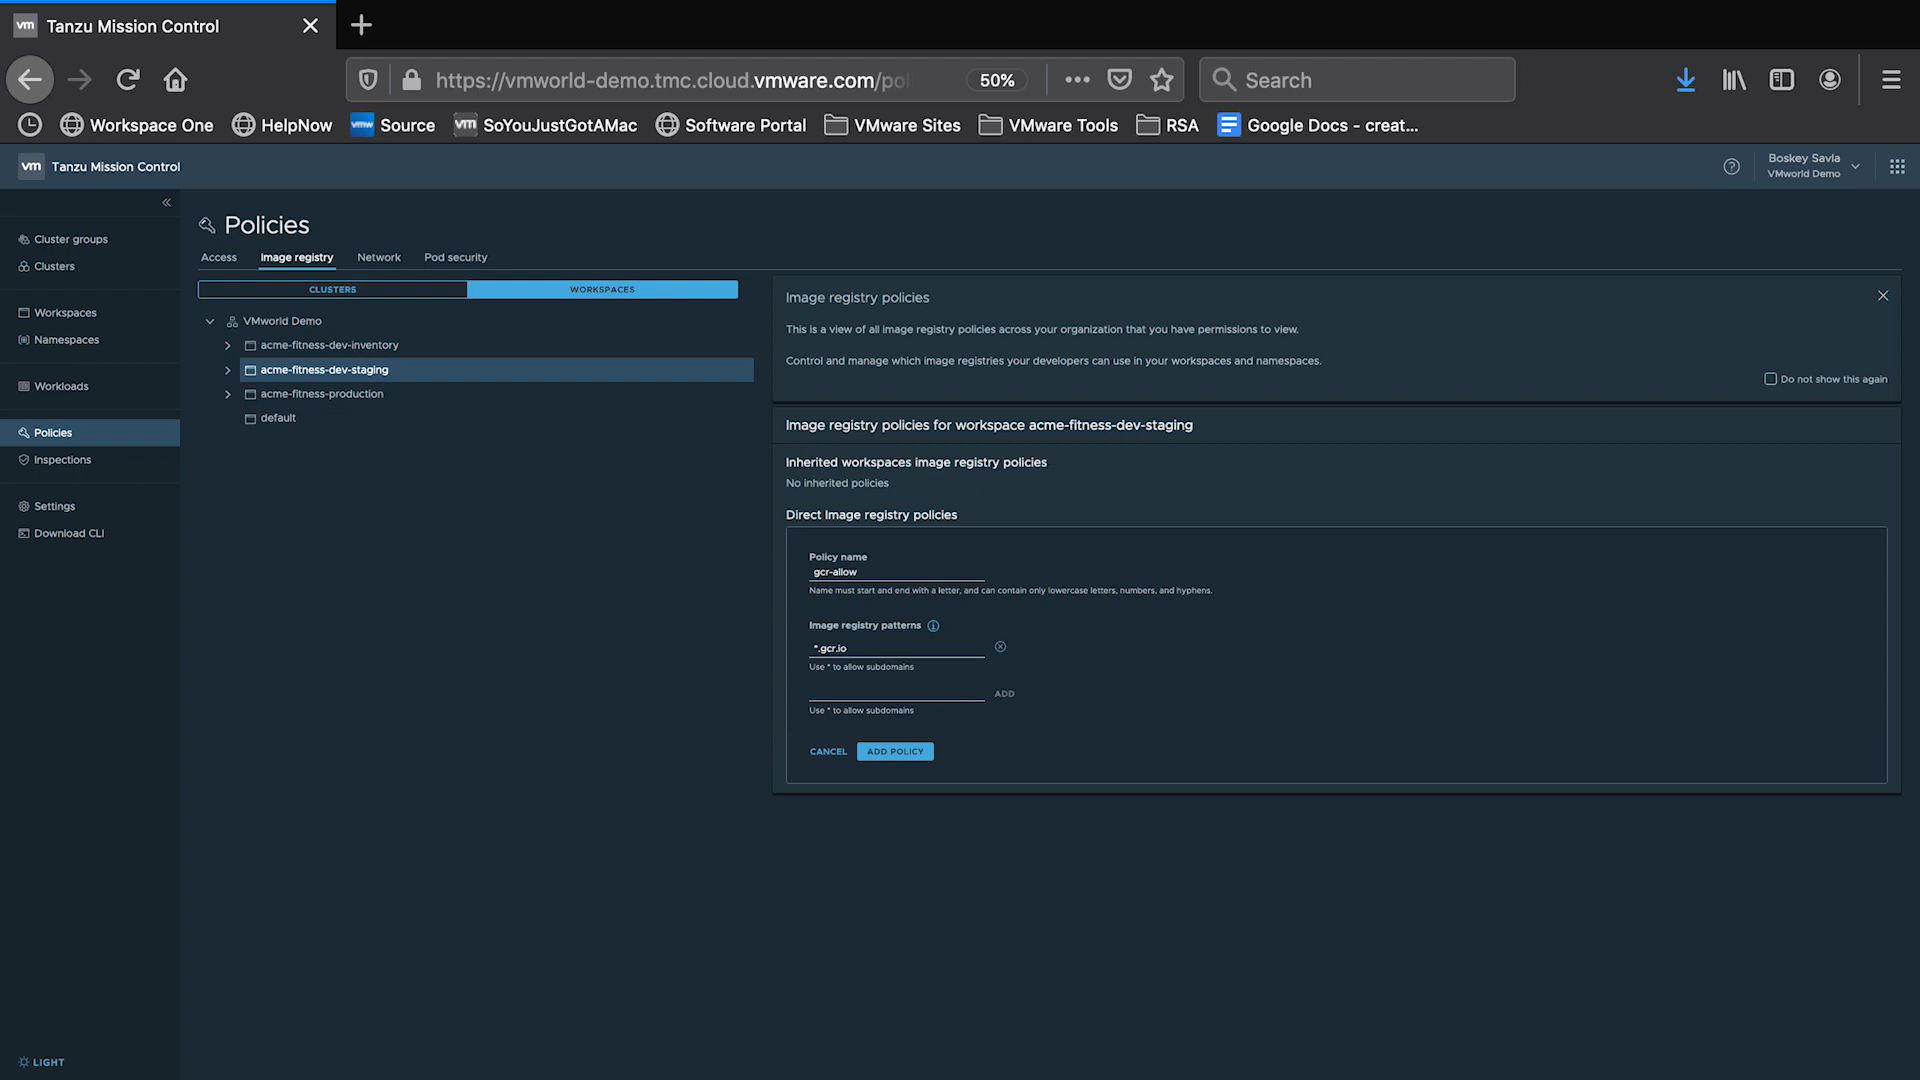 vm Tanzu Mission Control
https://vmworld-demo.tmc.cloud.vmware.com/pol
50%
Search
Workspace One
HelpNow
vmw Source
vm SoYouJustGotAMac
Software Portal
VMware Sites
VMware Tools
RSA
Google Docs - creat...
vm Tanzu Mission Control
Boskey Savla
VMworld Demo
Cluster groups
Clusters
Workspaces
Namespaces
Workloads
Policies
Inspections
Settings
Download CLI
LIGHT
Policies
Access Image registry Network Pod security
CLUSTERS WORKSPACES
VMworld Demo
acme-fitness-dev-inventory
acme-fitness-dev-staging
acme-fitness-production
default
Image registry policies
This is a view of all image registry policies across your organization that you have permissions to view.
Control and manage which image registries your developers can use in your workspaces and namespaces.
Do not show this again
Image registry policies for workspace acme-fitness-dev-staging
Inherited workspaces image registry policies
No inherited policies
Direct Image registry policies
Policy name
gcr-allow
Name must start and end with a letter, and can contain only lowercase letters, numbers, and hyphens.
Image registry patterns
*.gcr.io
Use * to allow subdomains
ADD
Use * to allow subdomains
CANCEL ADD POLICY